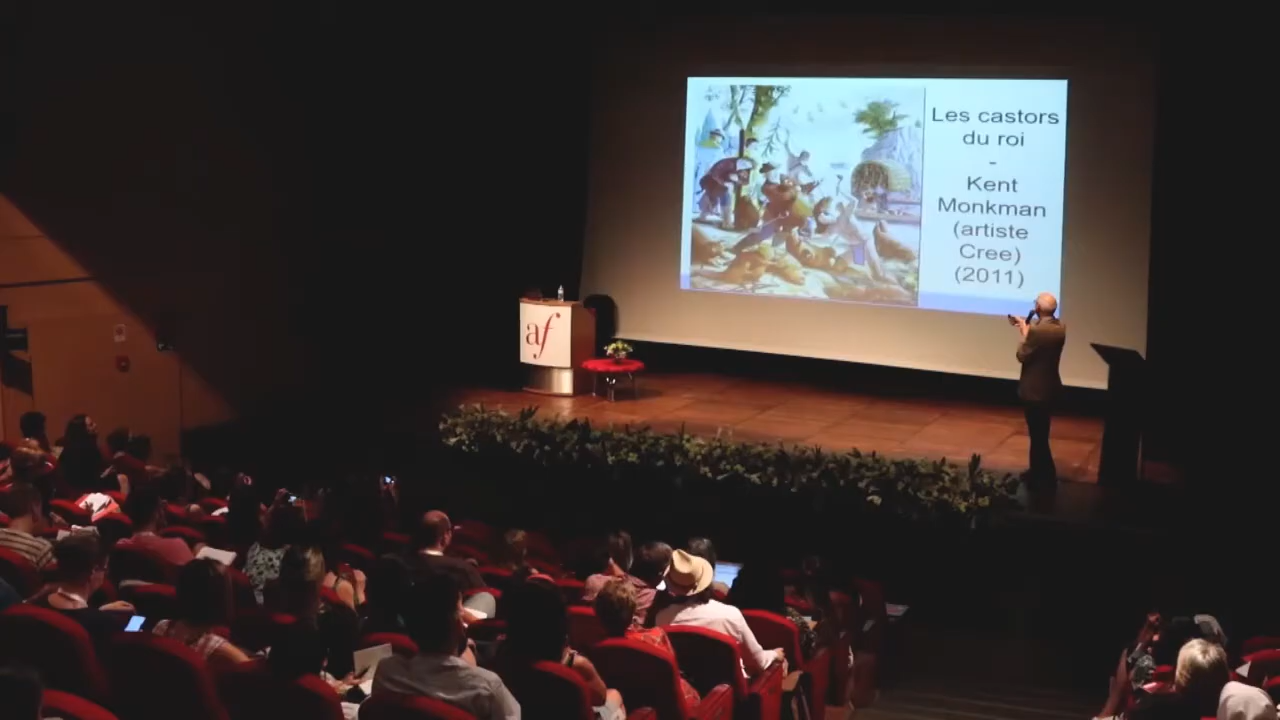 Les castors
du roi
-
Kent
Monkman
(artiste
Cree)
(2011)
af